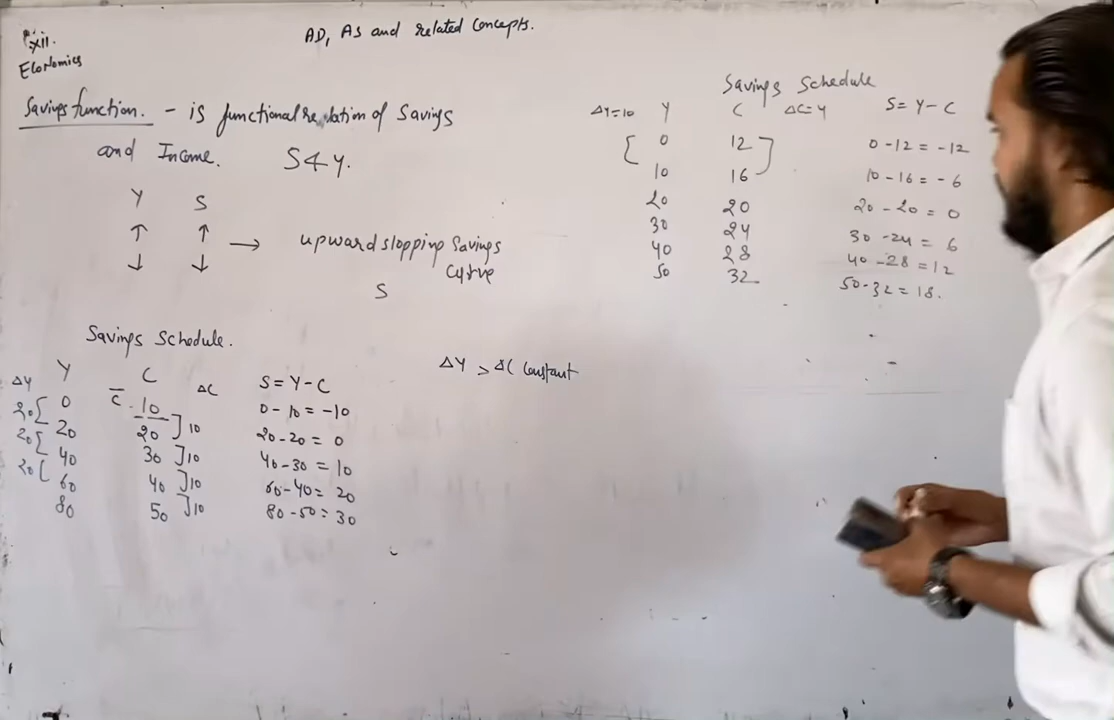 AD, AS and related Concepts.
xii.
Economics
Savings function. - is functional relation of Savings
and Income. S & Y.
Y S
↑ ↑
↓ ↓ → upward slopping Savings
curve
S
Savings Schedule.
ΔY Y C ΔC S = Y - C
20[ 0 C̅. 10 0 - 10 = -10
20[ 20 20 ]10 20 - 20 = 0
20[ 40 30 ]10 40 - 30 = 10
60 40 ]10 60 - 40 = 20
80 50 ]10 80 - 50 = 30
ΔY > ΔC Constant
Savings Schedule
ΔY=10 Y C ΔC=4 S = Y - C
[ 0 12 ] 0 - 12 = -12
10 16 10 - 16 = - 6
20 20 20 - 20 = 0
30 24 30 - 24 = 6
40 28 40 - 28 = 12
50 32 50 - 32 = 18.